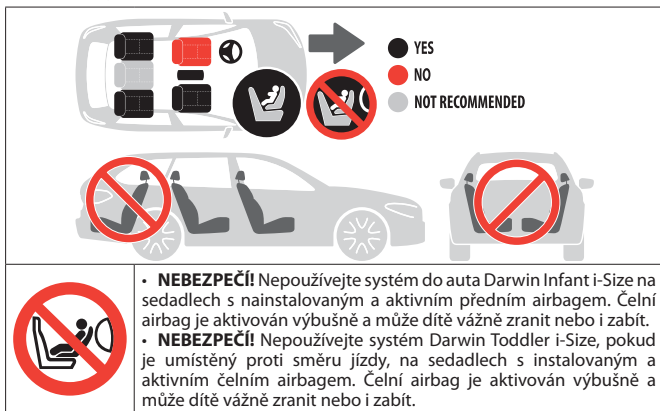 YES
NO
NOT RECOMMENDED
• NEBEZPEČÍ! Nepoužívejte systém do auta Darwin Infant i-Size na
sedadlech s nainstalovaným a aktivním předním airbagem. Čelní
airbag je aktivován výbušně a může dítě vážně zranit nebo i zabít.
• NEBEZPEČÍ! Nepoužívejte systém Darwin Toddler i-Size, pokud
je umístěný proti směru jízdy, na sedadlech s instalovaným a
aktivním čelním airbagem. Čelní airbag je aktivován výbušně a
může dítě vážně zranit nebo i zabít.